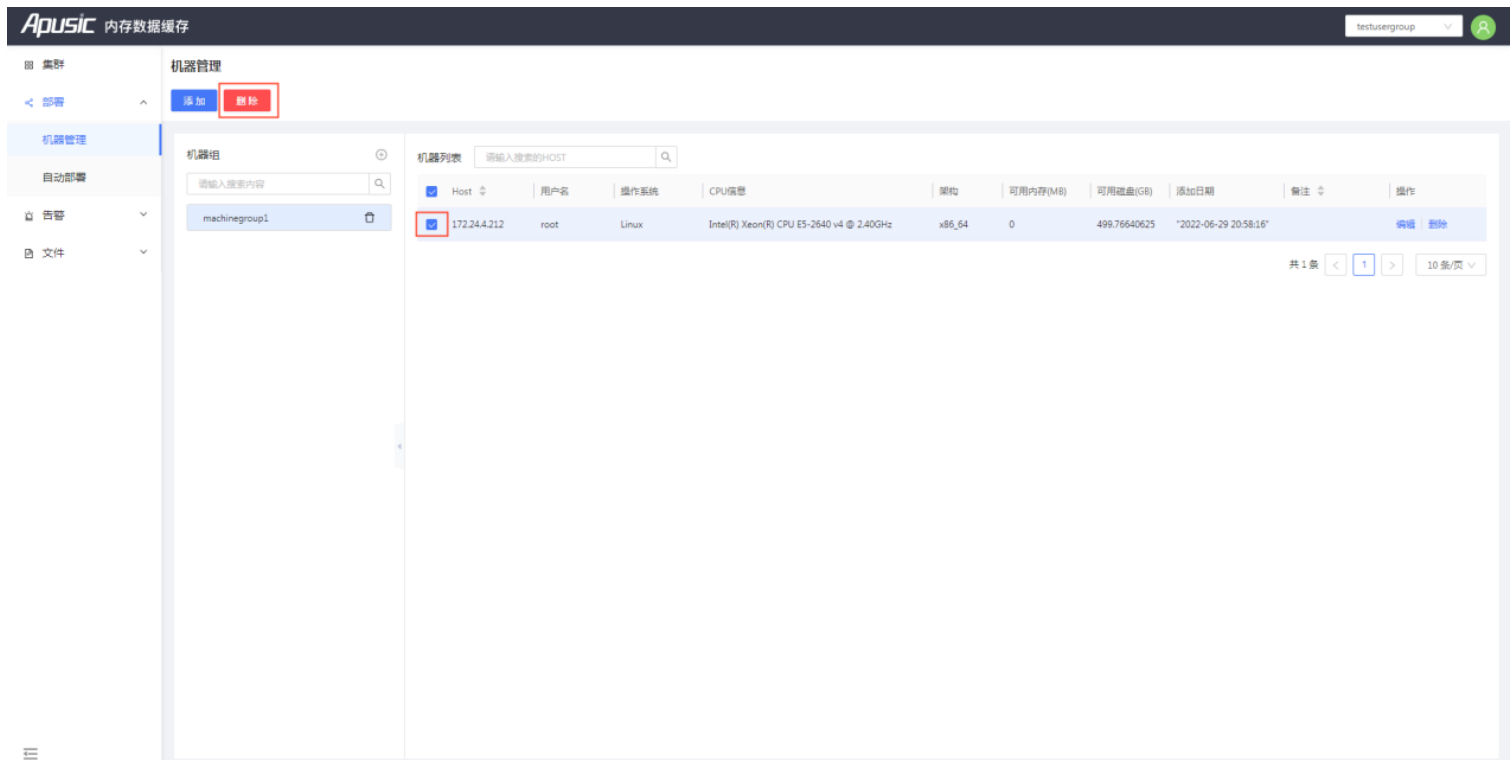 Apusic 内存数据缓存
testusergroup
集群
部署
机器管理
自动部署
告警
文件
机器管理
添加 删除
机器组
请输入搜索内容
machinegroup1
机器列表 请输入搜索的HOST
Host 用户名 操作系统 CPU信息 架构 可用内存(MB) 可用磁盘(GB) 添加日期 备注 操作
172.24.4.212 root Linux Intel(R) Xeon(R) CPU E5-2640 v4 @ 2.40GHz x86_64 0 499.76640625 "2022-06-29 20:58:16" 编辑 删除
共 1 条 < 1 > 10 条/页